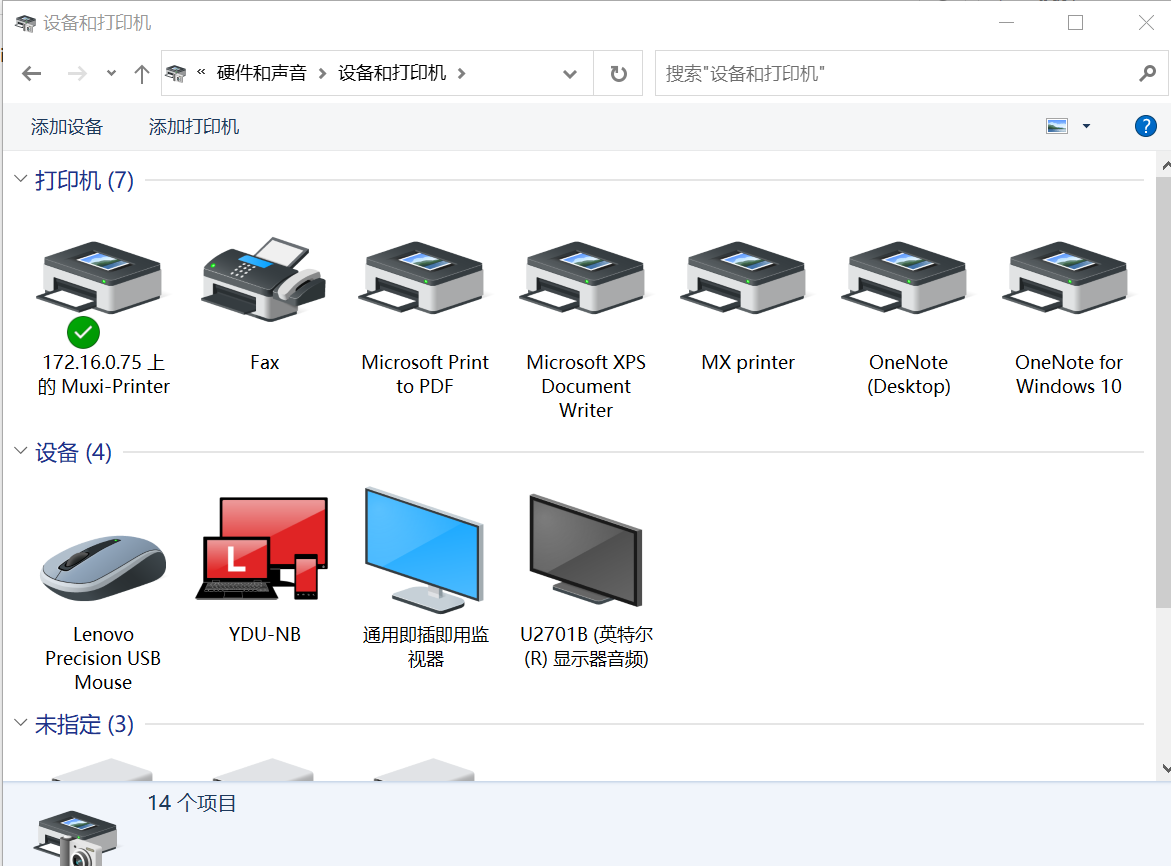 设备和打印机
« 硬件和声音 › 设备和打印机 ›
搜索"设备和打印机"
添加设备 添加打印机
?
打印机 (7)
172.16.0.75 上
的 Muxi-Printer
Fax
Microsoft Print
to PDF
Microsoft XPS
Document
Writer
MX printer
OneNote
(Desktop)
OneNote for
Windows 10
设备 (4)
L
Lenovo
Precision USB
Mouse
YDU-NB
通用即插即用监
视器
U2701B (英特尔
(R) 显示器音频)
未指定 (3)
14 个项目